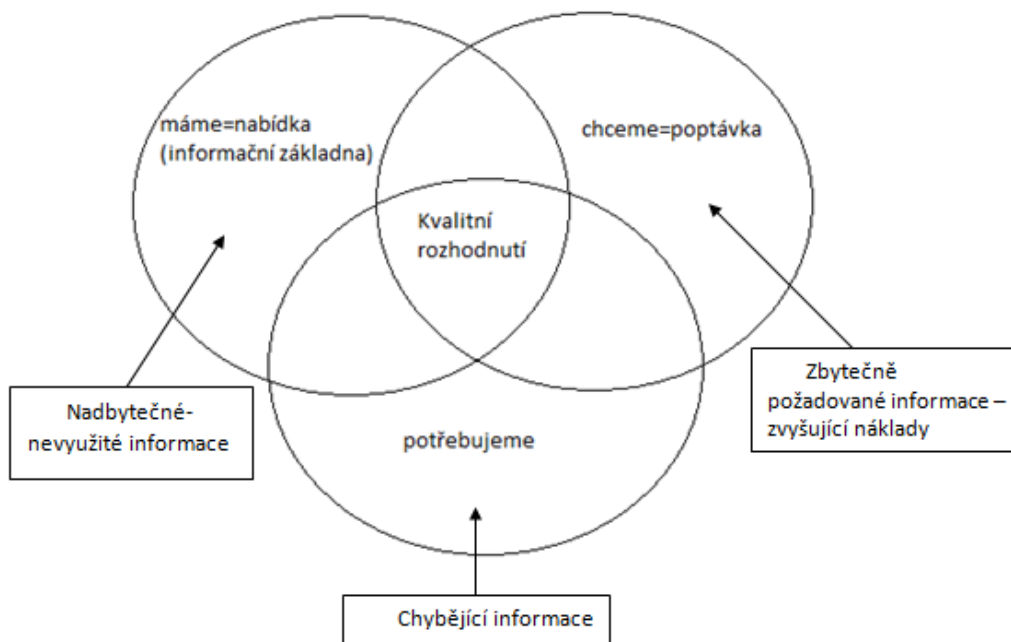 máme=nabídka
(informační základna)
chceme=poptávka
Kvalitní
rozhodnutí
Nadbytečné-
nevyužité informace
Zbytečně
požadované informace –
zvyšující náklady
potřebujeme
Chybějící informace